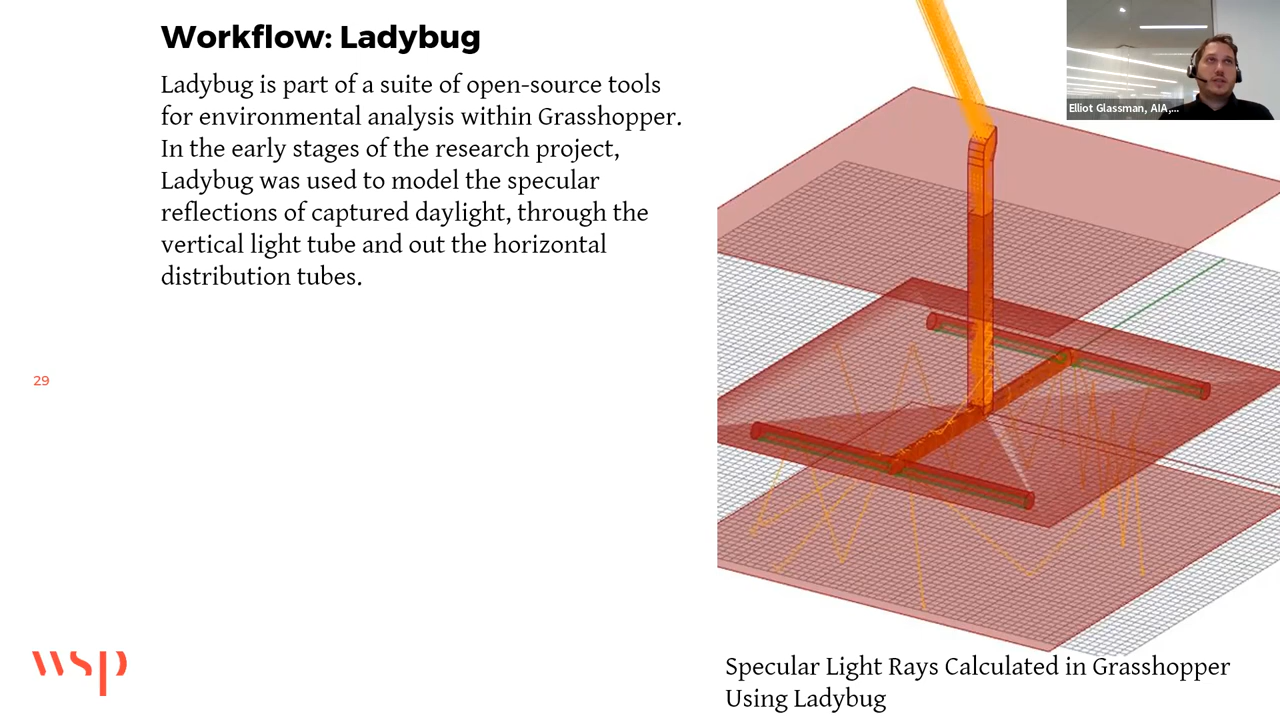 Workflow: Ladybug
Ladybug is part of a suite of open-source tools
for environmental analysis within Grasshopper.
In the early stages of the research project,
Ladybug was used to model the specular
reflections of captured daylight, through the
vertical light tube and out the horizontal
distribution tubes.
Elliot Glassman, AIA,...
29
wsp
Specular Light Rays Calculated in Grasshopper
Using Ladybug